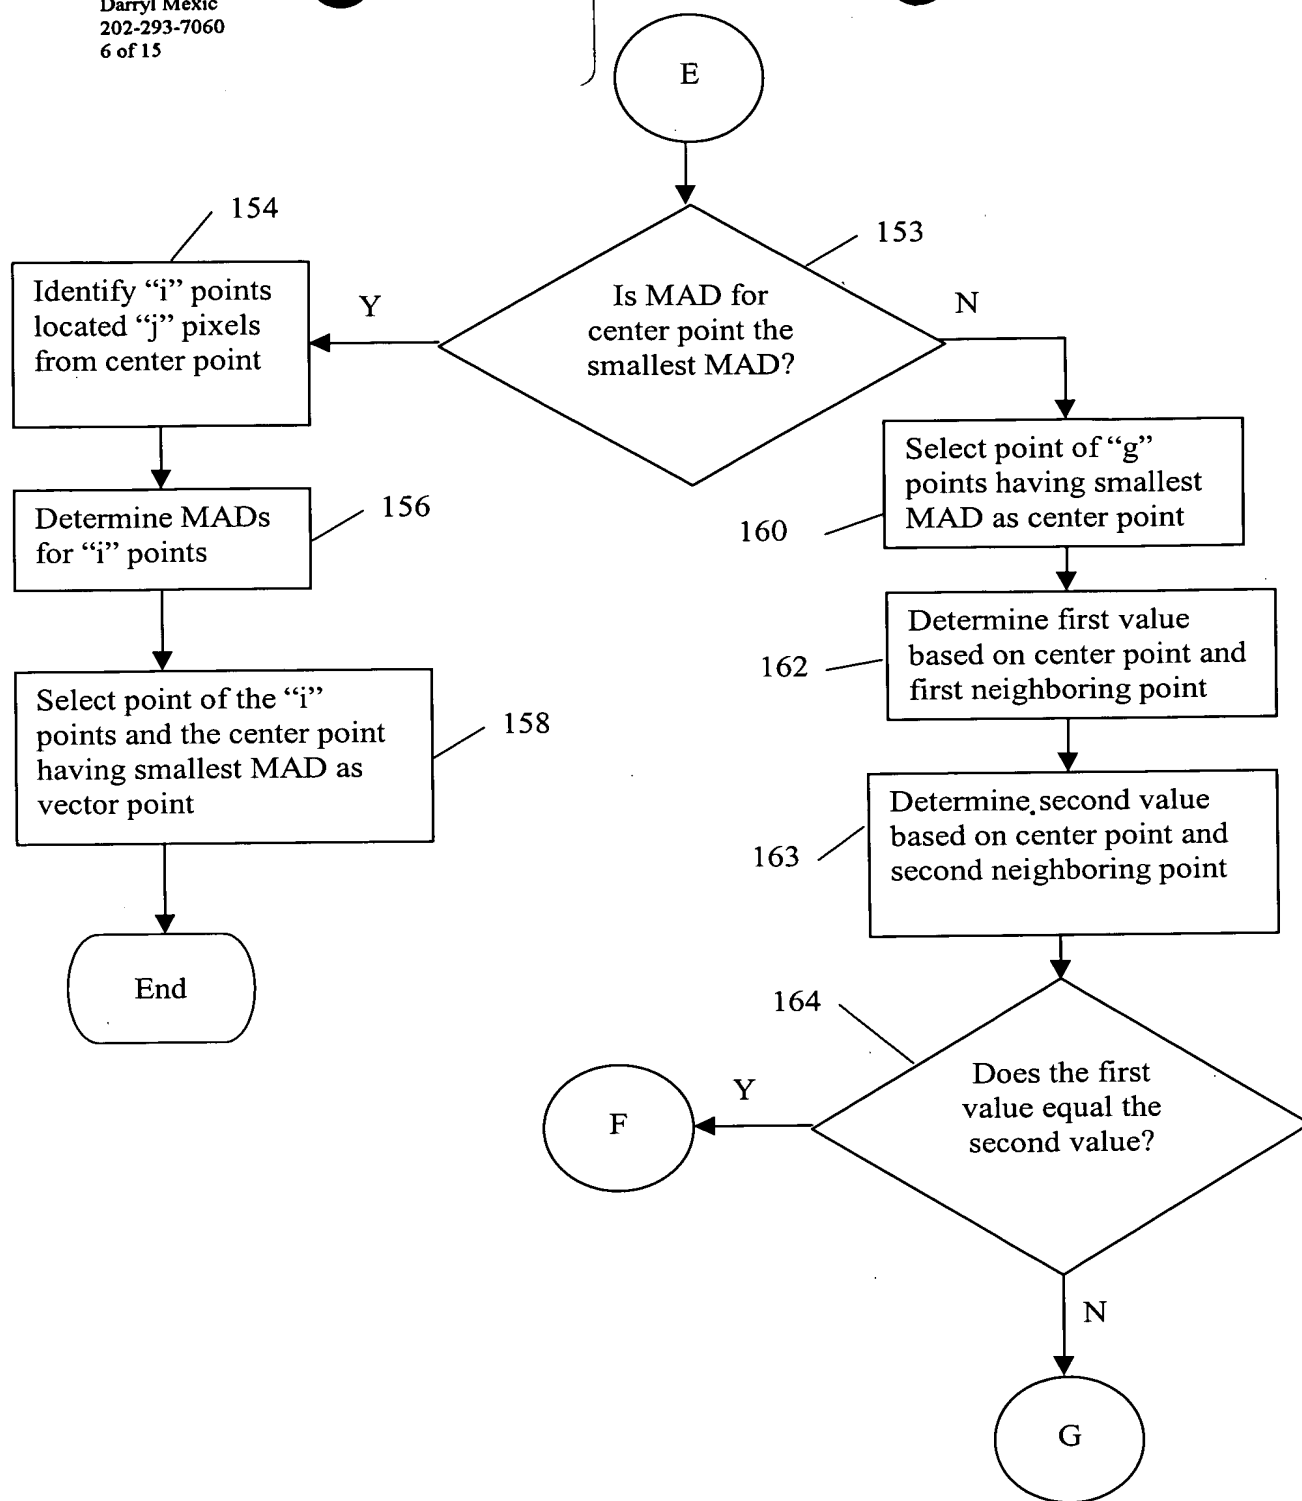 Darryl Mexic
202-293-7060
6 of 15
E
154
153
Identify “i” points
located “j” pixels
from center point
Y
Is MAD for
center point the
smallest MAD?
N
Select point of “g”
points having smallest
MAD as center point
160
Determine MADs
for “i” points
156
Determine first value
based on center point and
first neighboring point
162
Select point of the “i”
points and the center point
having smallest MAD as
vector point
158
Determine second value
based on center point and
second neighboring point
163
End
164
Does the first
value equal the
second value?
Y
F
N
G